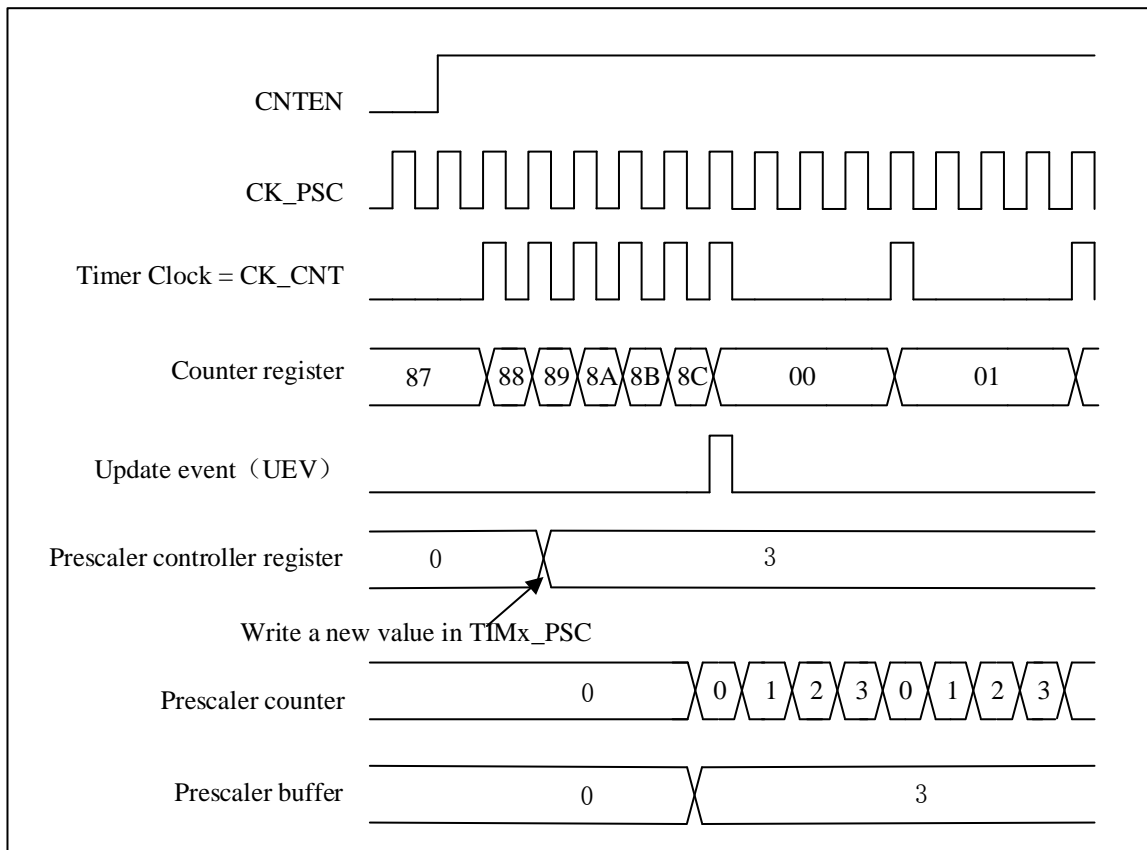 CNTEN
CK_PSC
Timer Clock = CK_CNT
Counter register
87 88 89 8A 8B 8C 00 01
Update event（UEV）
Prescaler controller register
0 3
Write a new value in TIMx_PSC
Prescaler counter
0 0 1 2 3 0 1 2 3
Prescaler buffer
0 3